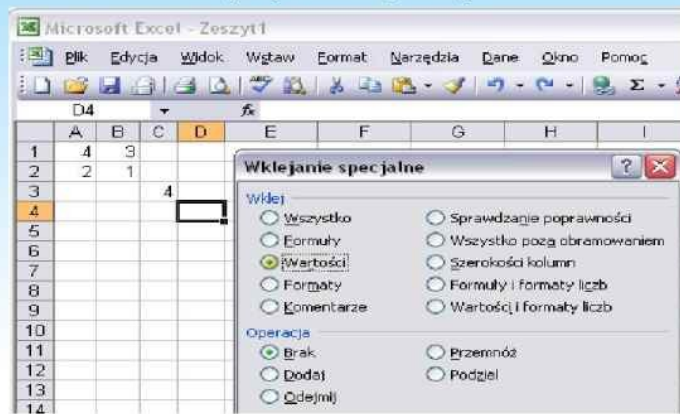 Microsoft Excel - Zeszyt1
Plik Edycja Widok Wstaw Format Narzędzia Dane Okno Pomoc
D4 fx
A B C D E F G H I
1 4 3
2 2 1
3 4
4
5
6
7
8
9
10
11
12
13
14
Wklejanie specjalne
Wklej
Wszystko Sprawdzanie poprawności
Formuły Wszystko poza obramowaniem
Wartości Szerokości kolumn
Formaty Formuły i formaty liczb
Komentarze Wartości i formaty liczb
Operacja
Brak Przemnóż
Dodaj Podziel
Odejmij